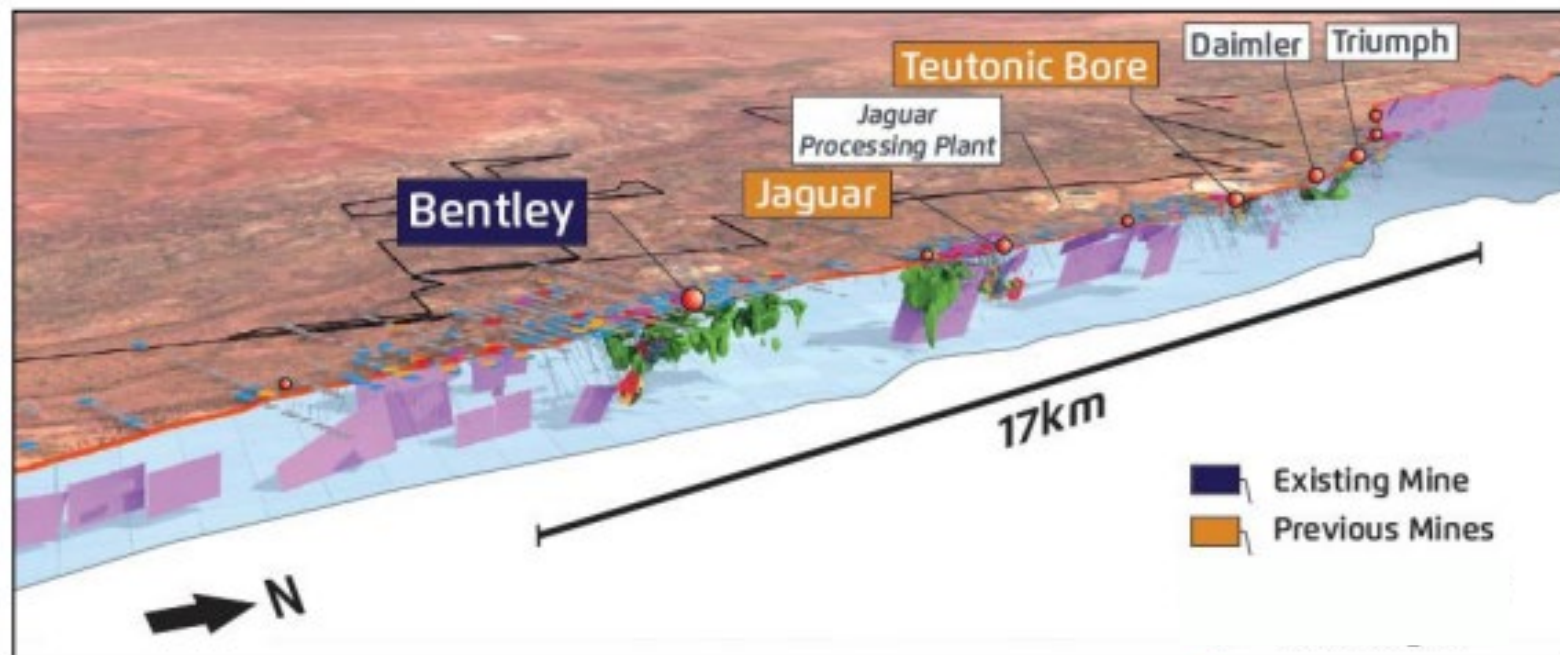 Daimler
Triumph
Teutonic Bore
Jaguar
Processing Plant
Jaguar
Bentley
17km
Existing Mine
Previous Mines
N